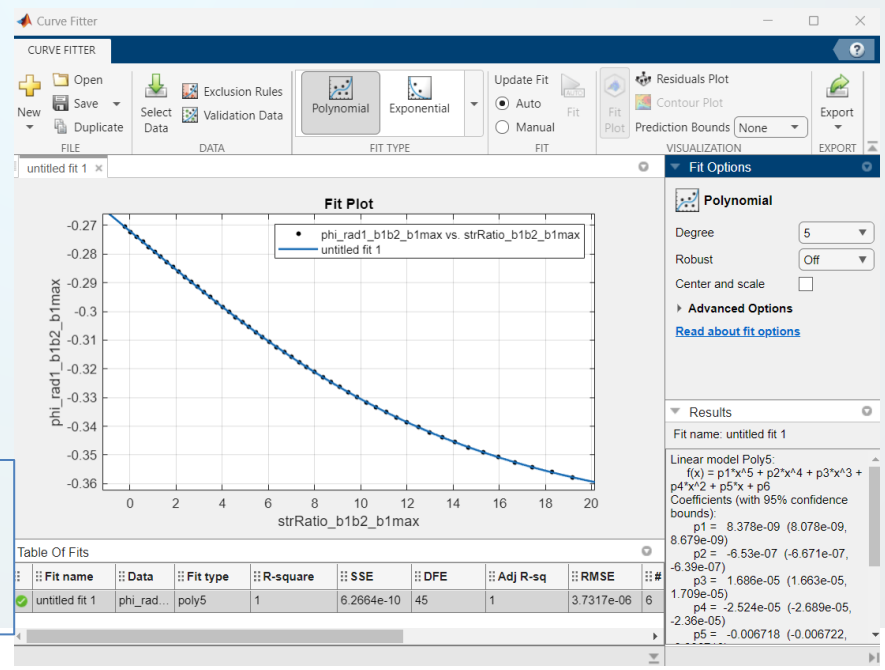 Curve Fitter
CURVE FITTER
New
Open
Save
Duplicate
FILE
Select Data
Exclusion Rules
Validation Data
DATA
Polynomial
Exponential
FIT TYPE
Update Fit
Auto
Manual
Fit
FIT
Fit Plot
Residuals Plot
Contour Plot
Prediction Bounds None
VISUALIZATION
Export
EXPORT
untitled fit 1
Fit Plot
phi_rad1_b1b2_b1max vs. strRatio_b1b2_b1max
untitled fit 1
-0.27
-0.28
-0.29
-0.3
-0.31
-0.32
-0.33
-0.34
-0.35
-0.36
phi_rad1_b1b2_b1max
0 2 4 6 8 10 12 14 16 18 20
strRatio_b1b2_b1max
Table Of Fits
Fit name Data Fit type R-square SSE DFE Adj R-sq RMSE #
untitled fit 1 phi_rad... poly5 1 6.2664e-10 45 1 3.7317e-06 6
Fit Options
Polynomial
Degree 5
Robust Off
Center and scale
Advanced Options
Read about fit options
Results
Fit name: untitled fit 1
Linear model Poly5:
f(x) = p1*x^5 + p2*x^4 + p3*x^3 +
p4*x^2 + p5*x + p6
Coefficients (with 95% confidence
bounds):
p1 = 8.378e-09 (8.078e-09,
8.679e-09)
p2 = -6.53e-07 (-6.671e-07,
-6.39e-07)
p3 = 1.686e-05 (1.663e-05,
1.709e-05)
p4 = -2.524e-05 (-2.689e-05,
-2.36e-05)
p5 = -0.006718 (-0.006722,